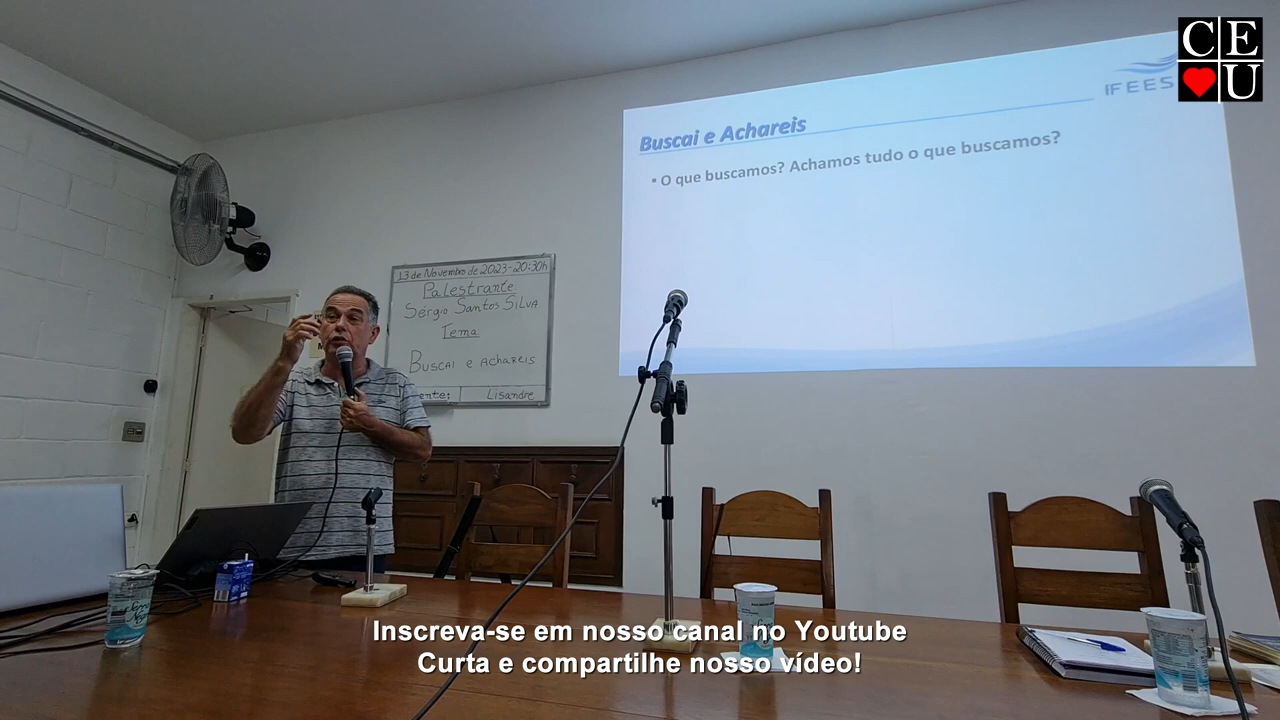 CE
U
IFEES
Buscai e Achareis
▪ O que buscamos? Achamos tudo o que buscamos?
13 de Novembro de 2023 - 20:30h
Palestrante
Sérgio Santos Silva
Tema:
Buscai e Achareis
ente: Lisandre
Inscreva-se em nosso canal no Youtube
Curta e compartilhe nosso vídeo!